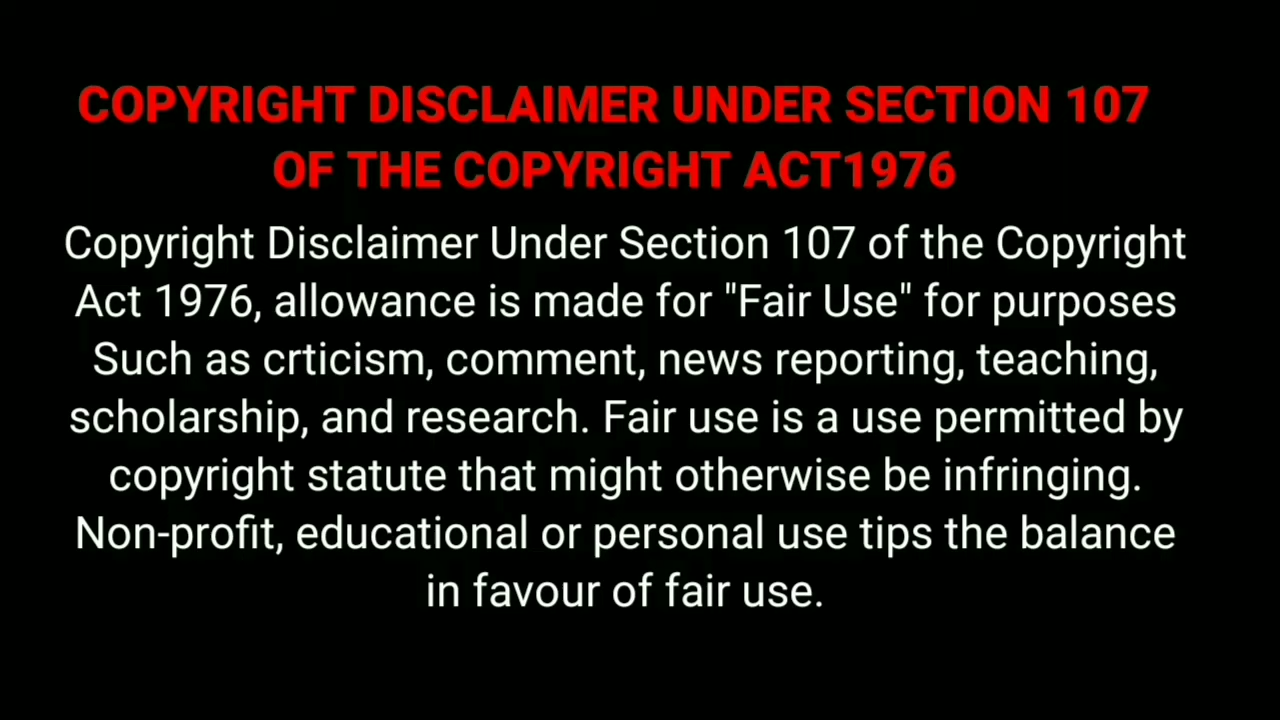 COPYRIGHT DISCLAIMER UNDER SECTION 107
OF THE COPYRIGHT ACT1976
Copyright Disclaimer Under Section 107 of the Copyright
Act 1976, allowance is made for "Fair Use" for purposes
Such as crticism, comment, news reporting, teaching,
scholarship, and research. Fair use is a use permitted by
copyright statute that might otherwise be infringing.
Non-profit, educational or personal use tips the balance
in favour of fair use.